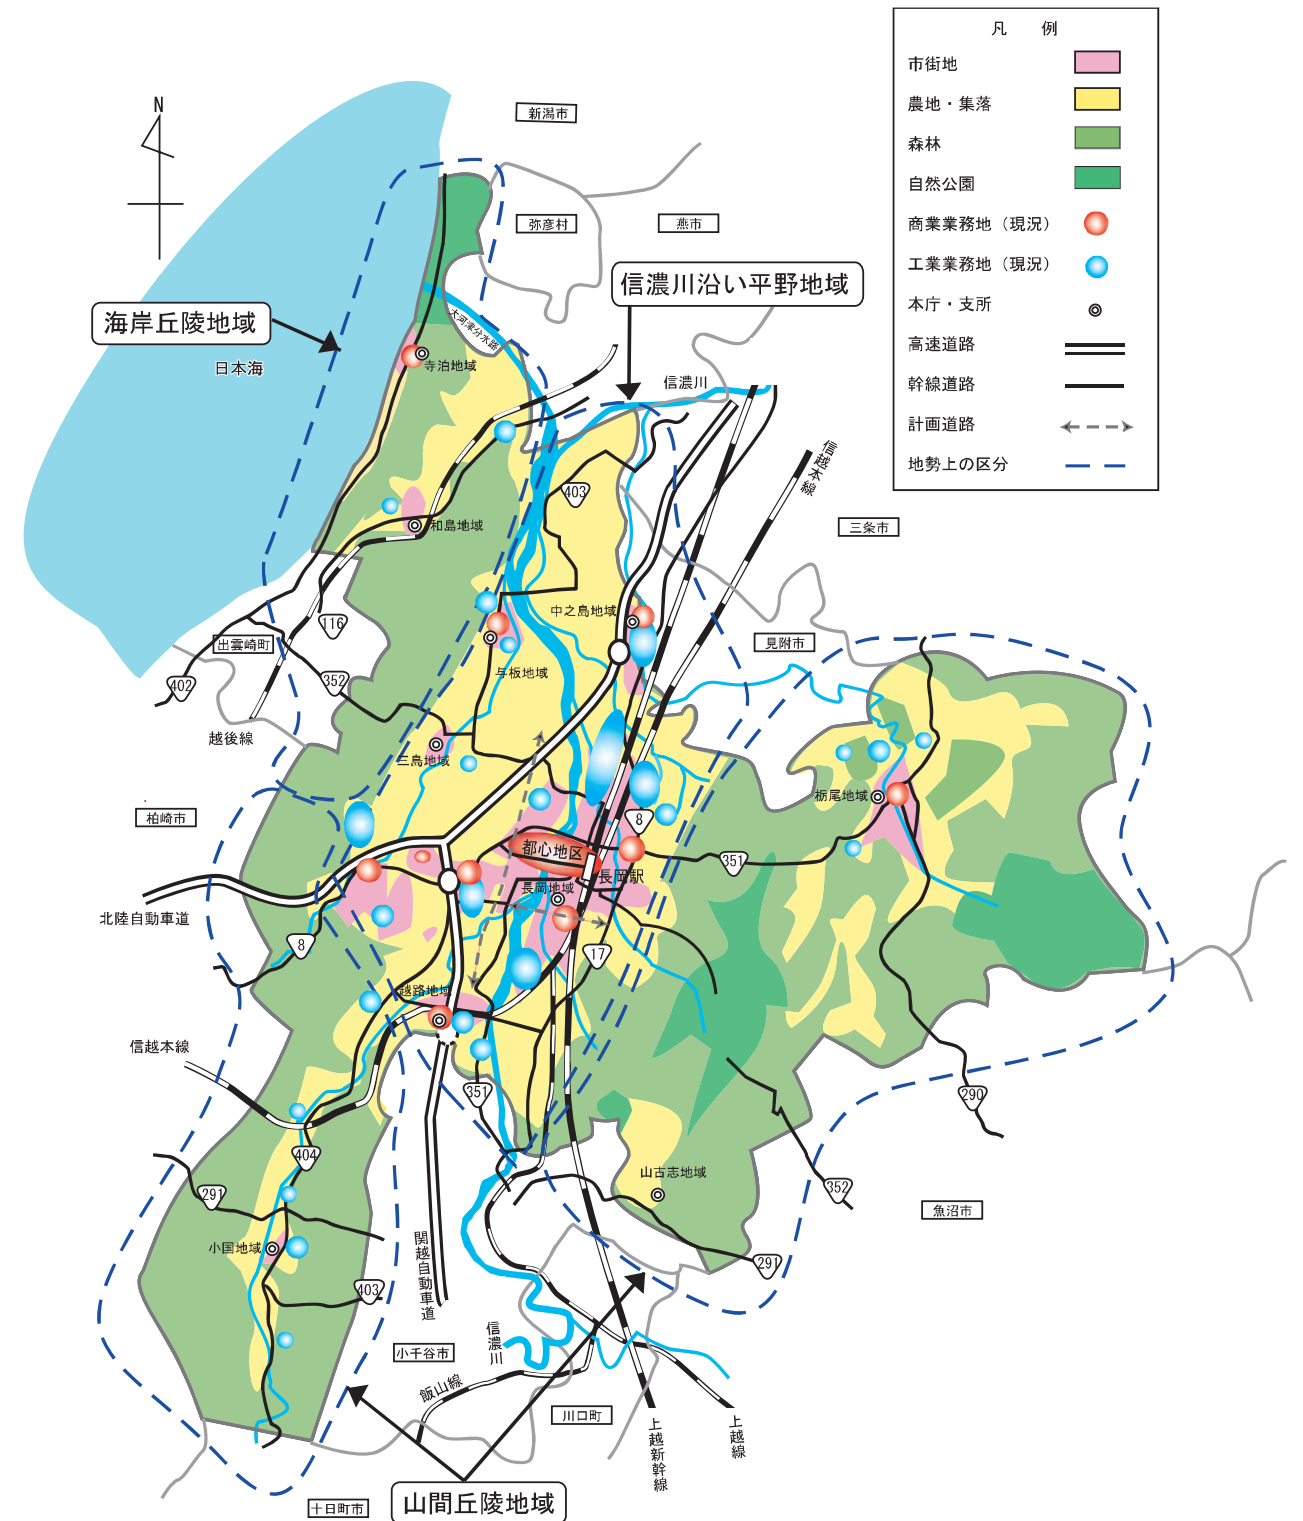 凡　例
市街地
農地・集落
森林
自然公園
商業業務地（現況）
工業業務地（現況）
本庁・支所
高速道路
幹線道路
計画道路
地勢上の区分
N
新潟市
弥彦村
燕市
信濃川沿い平野地域
海岸丘陵地域
日本海
大河津分水路
寺泊地域
信濃川
信越本線
403
三条市
和島地域
中之島地域
116
出雲崎町
見附市
与板地域
352
402
越後線
三島地域
栃尾地域
柏崎市
8
都心地区
351
長岡駅
長岡地域
北陸自動車道
8
17
越路地域
信越本線
351
290
404
山古志地域
291
352
魚沼市
小国地域
関越自動車道
291
403
信濃川
小千谷市
飯山線
川口町
上越新幹線
上越線
山間丘陵地域
十日町市